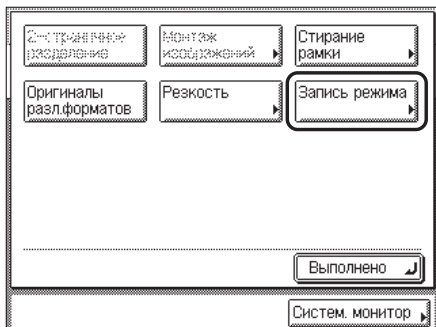 2-страничное
разделение
Монтаж
изображений
Стирание
рамки
Оригиналы
разл.форматов
Резкость
Запись режима
Выполнено
Систем. монитор